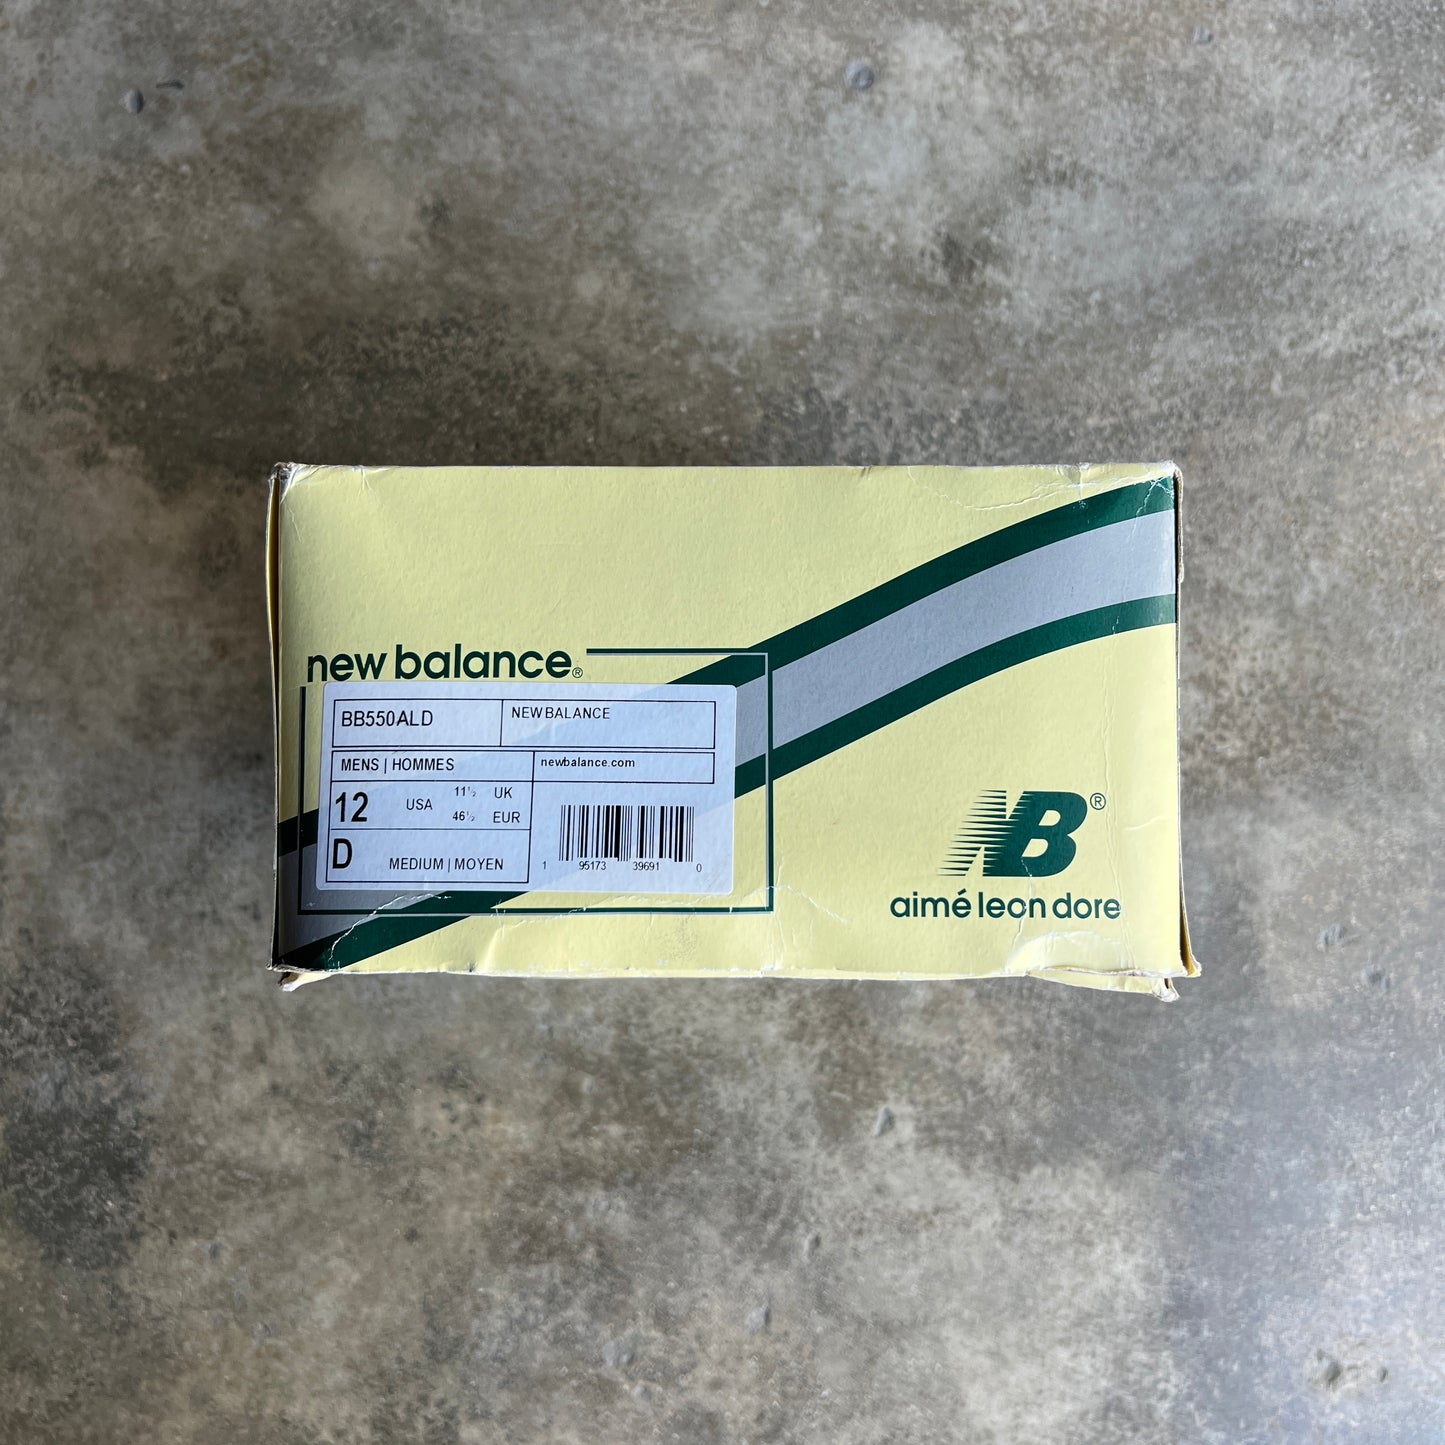 new balance®
BB550ALD
NEW BALANCE
MENS | HOMMES
newbalance.com
12 USA 11½ UK
46½ EUR
D MEDIUM | MOYEN
1 95173 39691 0
NB®
aimé leon dore